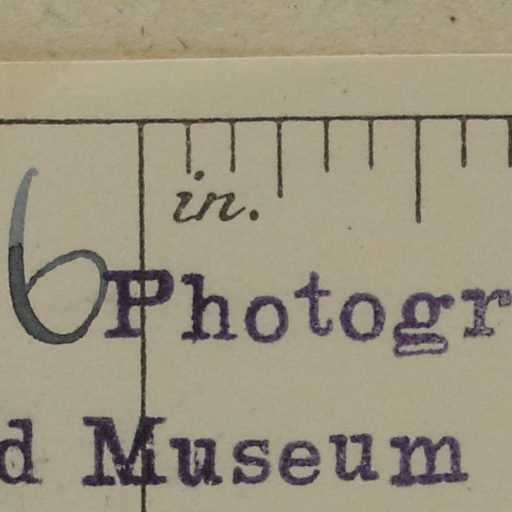 in.
6 Photogr
d Museum